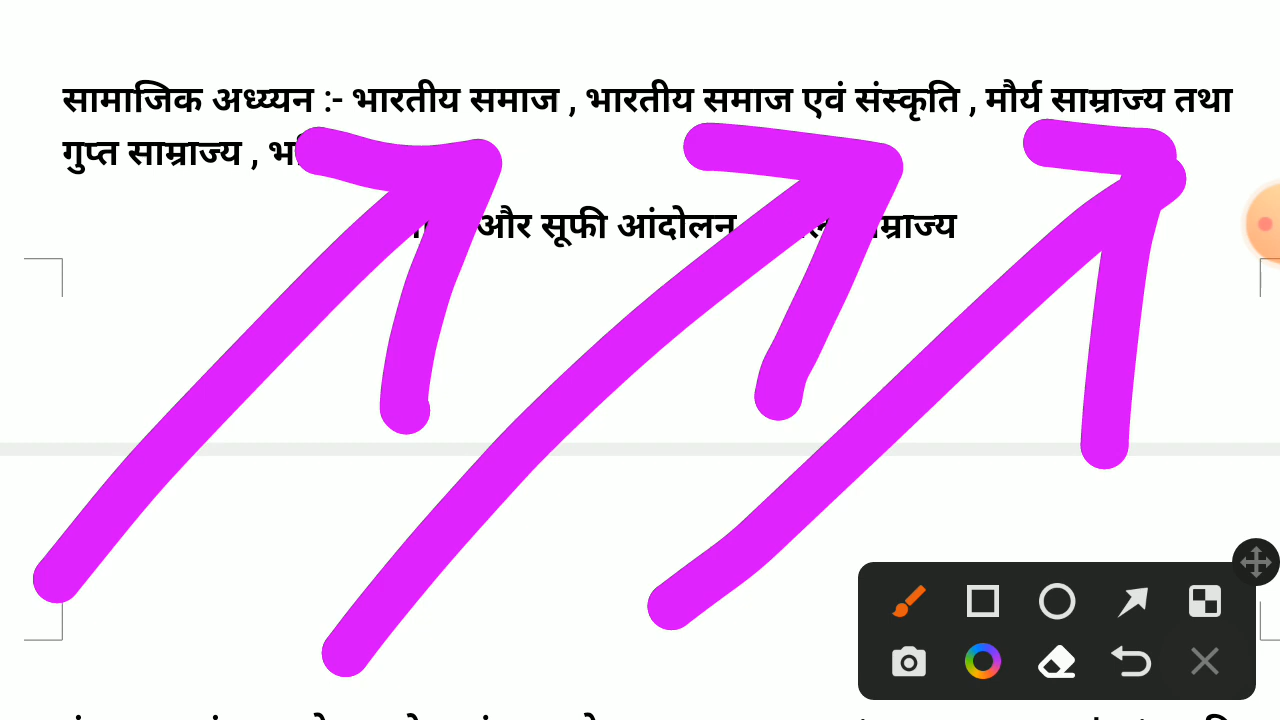 सामाजिक अध्ययन :- भारतीय समाज , भारतीय समाज एवं संस्कृति , मौर्य साम्राज्य तथा
गुप्त साम्राज्य ,
और सूफी आंदोलन